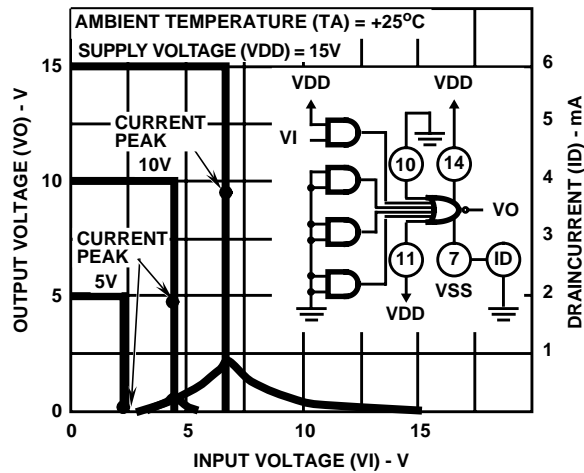 AMBIENT TEMPERATURE (TA) = +25°C
SUPPLY VOLTAGE (VDD) = 15V
OUTPUT VOLTAGE (VO) - V
15
10
5
0
CURRENT
PEAK
10V
CURRENT
PEAK
5V
VDD
VI
VDD
10
14
VO
11
7
ID
VDD
VSS
6
5
4
3
2
1
DRAINCURRENT (ID) - mA
0
5
10
15
INPUT VOLTAGE (VI) - V